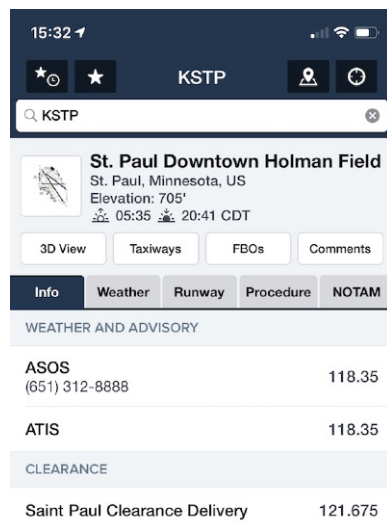 15:32
KSTP
KSTP
St. Paul Downtown Holman Field
St. Paul, Minnesota, US
Elevation: 705'
05:35 20:41 CDT
3D View Taxiways FBOs Comments
Info Weather Runway Procedure NOTAM
WEATHER AND ADVISORY
ASOS
(651) 312-8888 118.35
ATIS 118.35
CLEARANCE
Saint Paul Clearance Delivery 121.675